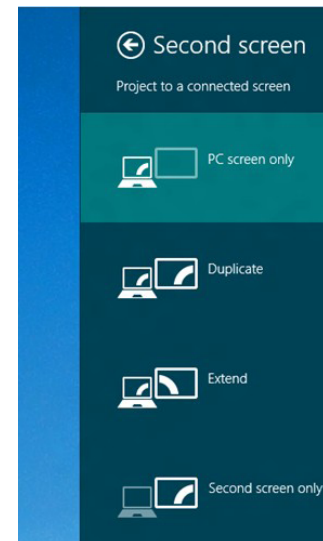 Second screen
Project to a connected screen
PC screen only
Duplicate
Extend
Second screen only